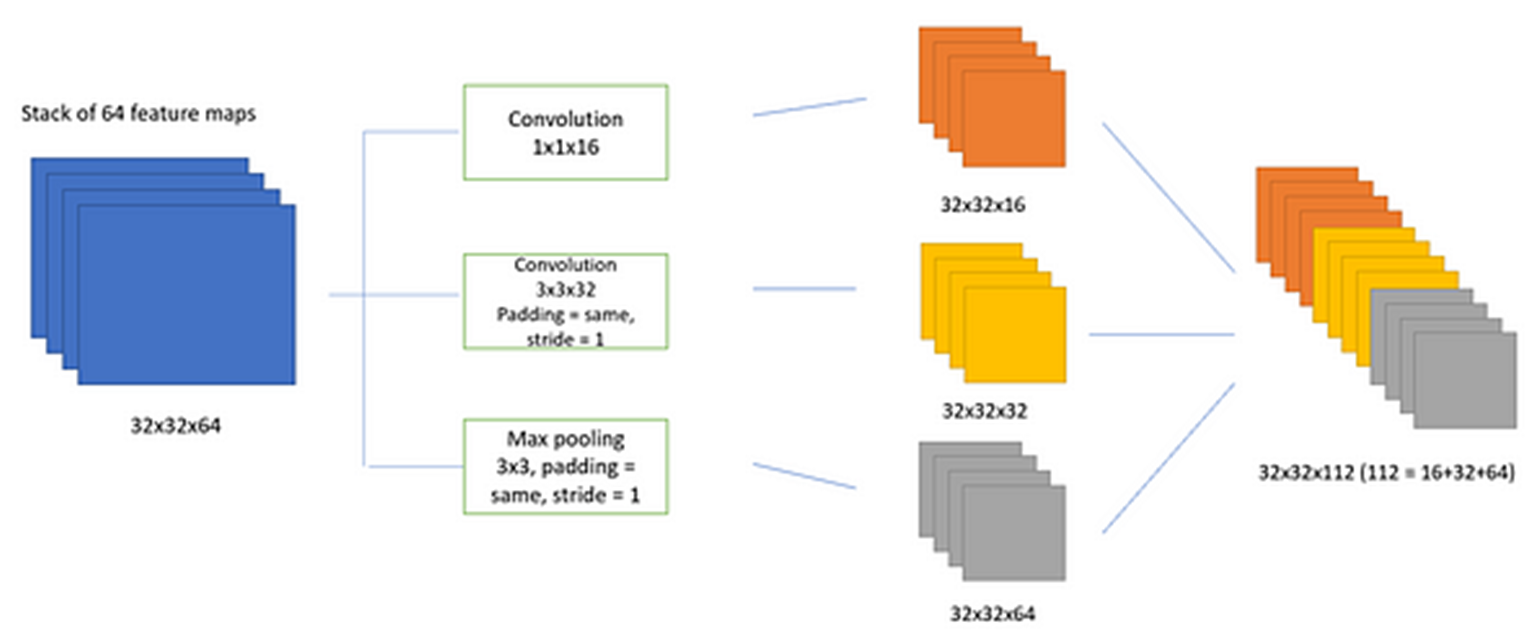 Stack of 64 feature maps
32x32x64
Convolution
1x1x16
Convolution
3x3x32
Padding = same,
stride = 1
Max pooling
3x3, padding =
same, stride = 1
32x32x16
32x32x32
32x32x64
32x32x112 (112 = 16+32+64)